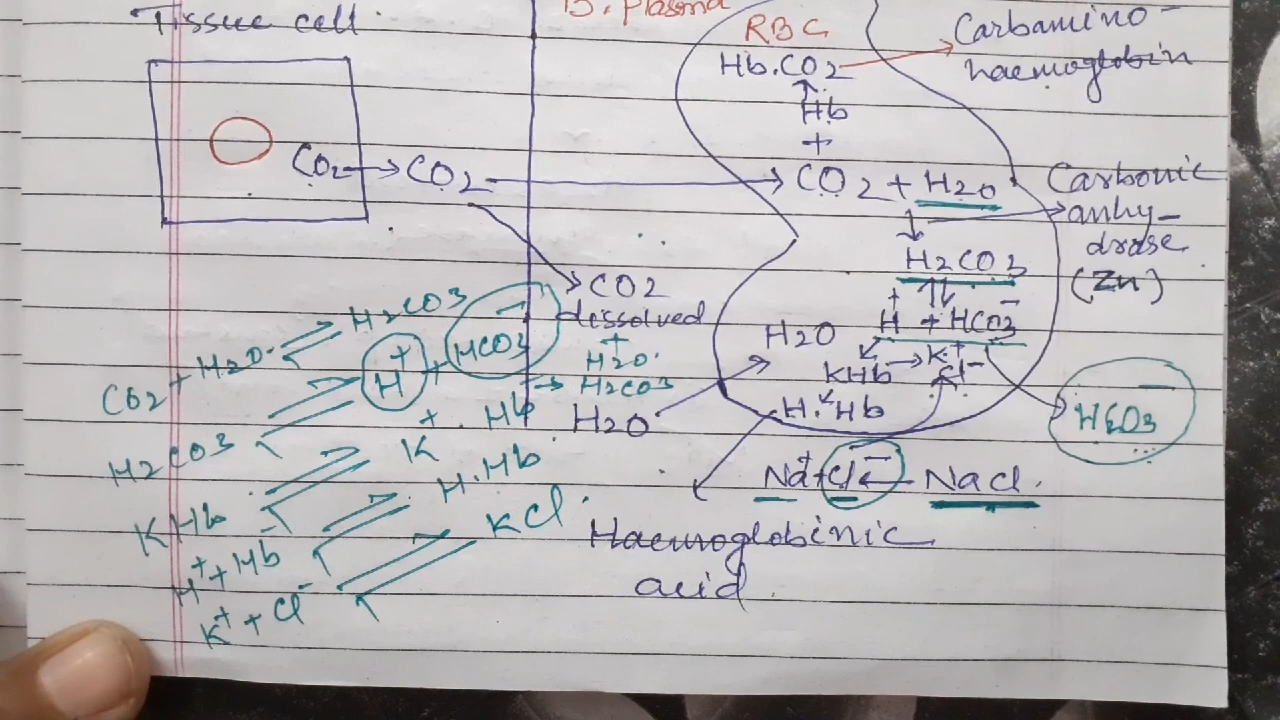 Tissue cell
B. Plasma
RBC
Carbamino-
haemoglobin
Hb.CO2
Hb
+
CO2 → CO2 → CO2 + H2O
Carbonic
anhy-
drase
(Zn)
H2CO3
H+ + HCO3-
CO2
dissolved
+
H2O
→ H2CO3
H2O
H2O
KHb → K+
Cl-
H.Hb
HCO3-
Na+ + Cl- ← NaCl.
Haemoglobinic
acid.
CO2 + H2O ⇌ H2CO3
H2CO3 ⇌ H+ + HCO3-
KHb ⇌ K+ . Hb
H+ + Hb- ⇌ H.Hb
K+ + Cl- ⇌ KCl.